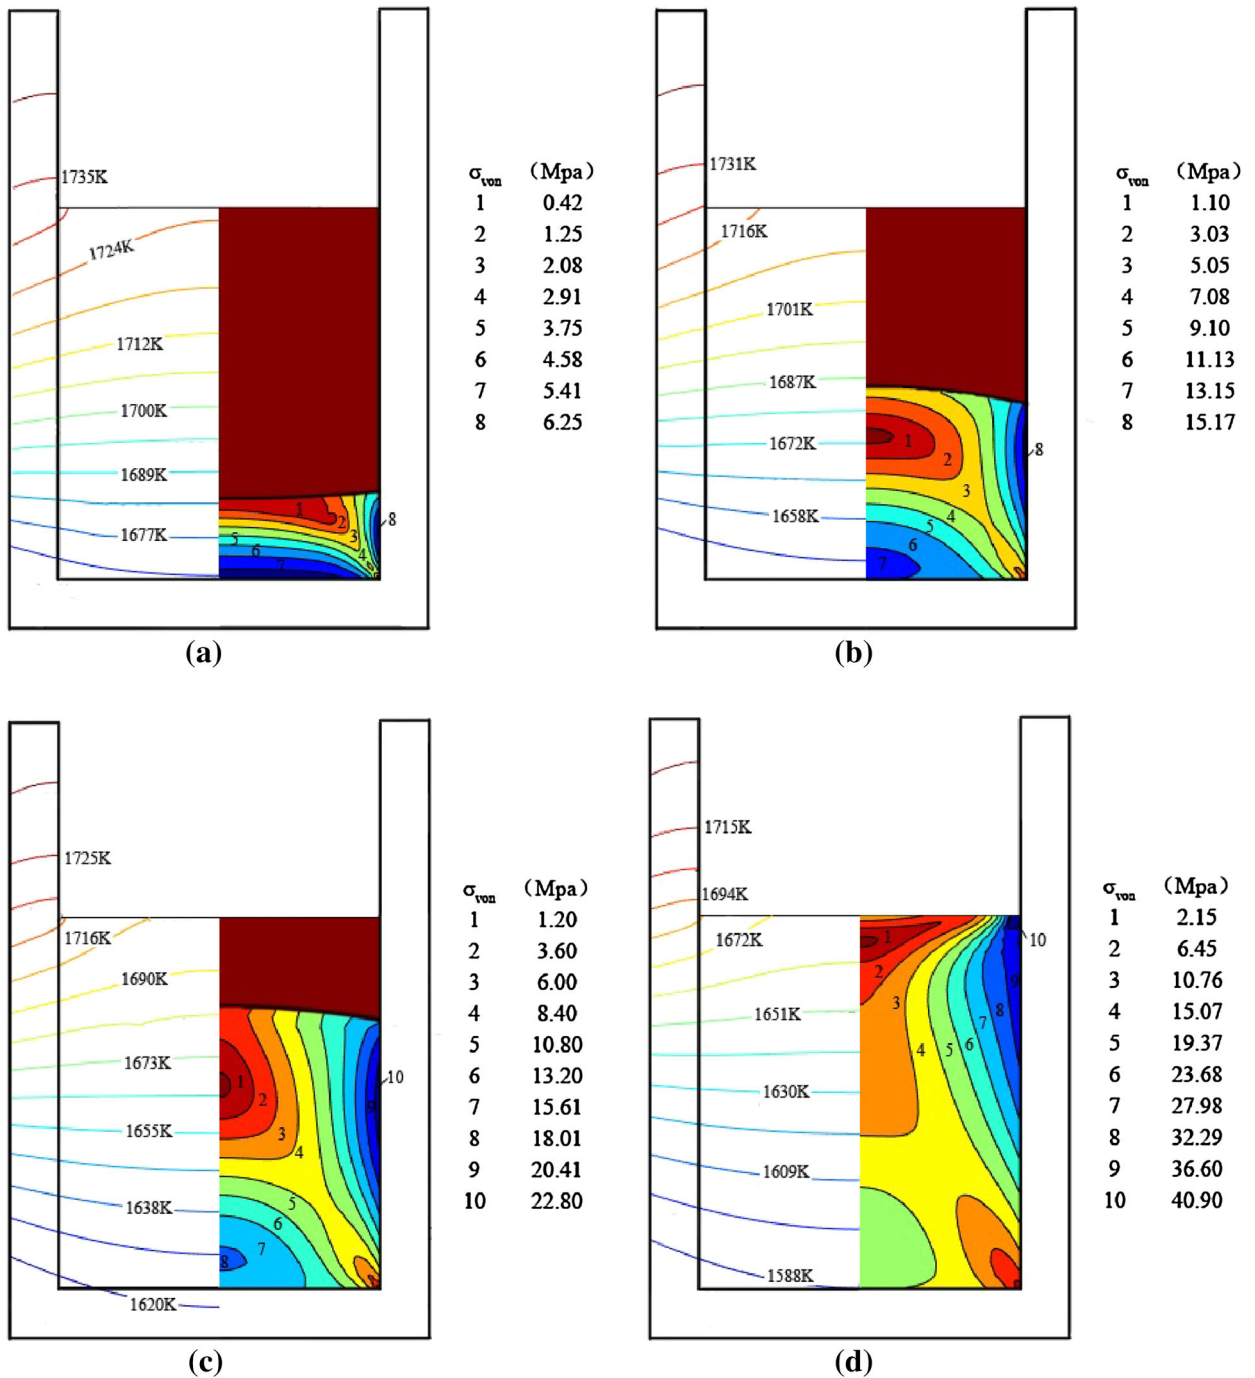 1735K
1724K
1712K
1700K
1689K
1677K
1
2
3
4
5
6
7
8
σvon (Mpa)
1 0.42
2 1.25
3 2.08
4 2.91
5 3.75
6 4.58
7 5.41
8 6.25
(a)
1731K
1716K
1701K
1687K
1672K
1658K
1
2
3
4
5
6
7
8
σvon (Mpa)
1 1.10
2 3.03
3 5.05
4 7.08
5 9.10
6 11.13
7 13.15
8 15.17
(b)
1725K
1716K
1690K
1673K
1655K
1638K
1620K
1
2
3
4
5
6
7
8
9
10
σvon (Mpa)
1 1.20
2 3.60
3 6.00
4 8.40
5 10.80
6 13.20
7 15.61
8 18.01
9 20.41
10 22.80
(c)
1715K
1694K
1672K
1651K
1630K
1609K
1588K
1
2
3
4
5
6
7
8
9
10
σvon (Mpa)
1 2.15
2 6.45
3 10.76
4 15.07
5 19.37
6 23.68
7 27.98
8 32.29
9 36.60
10 40.90
(d)